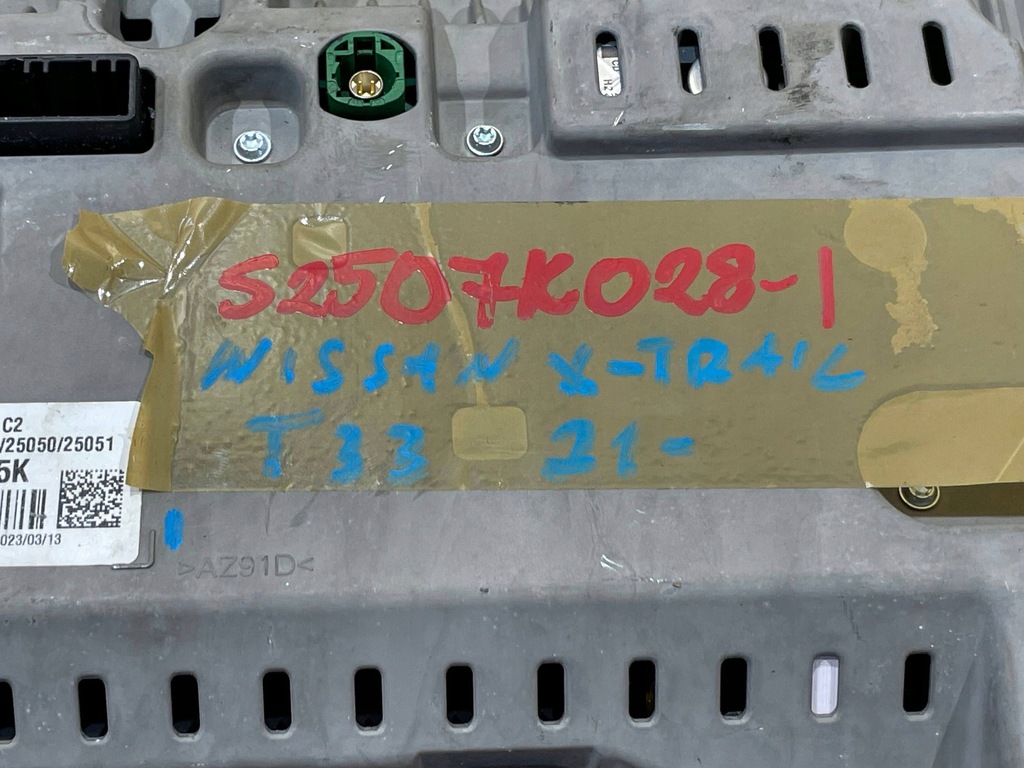 S2507K028-1
NISSAN X-TRAIL
T33 21-
C2
/25050/25051
5K
023/03/13
>AZ91D<